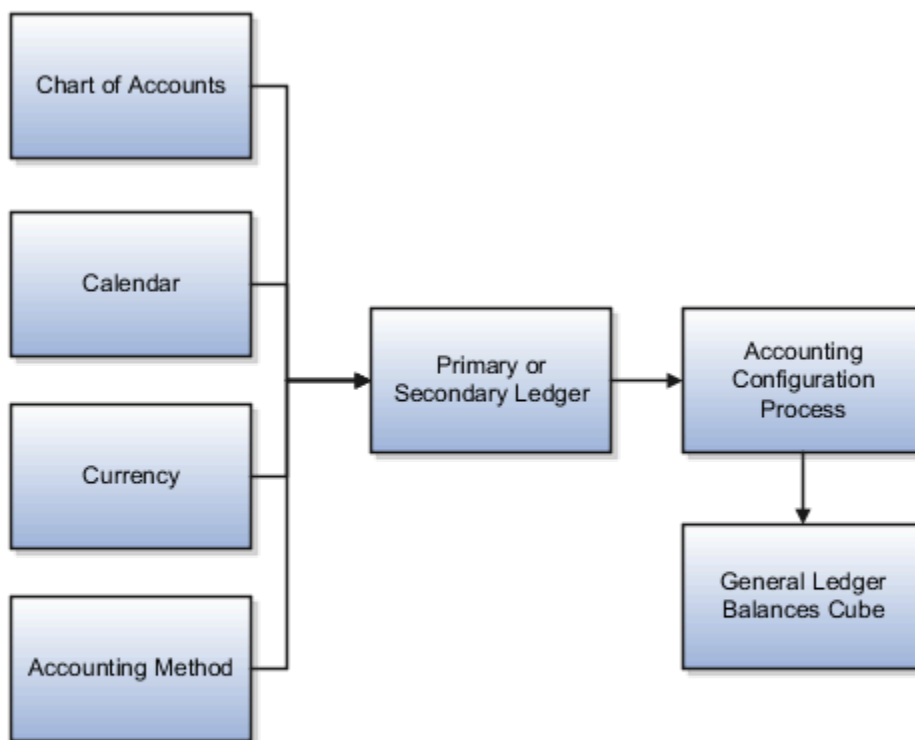 Chart of Accounts
Calendar
Currency
Accounting Method
Primary or
Secondary Ledger
Accounting
Configuration
Process
General Ledger
Balances Cube